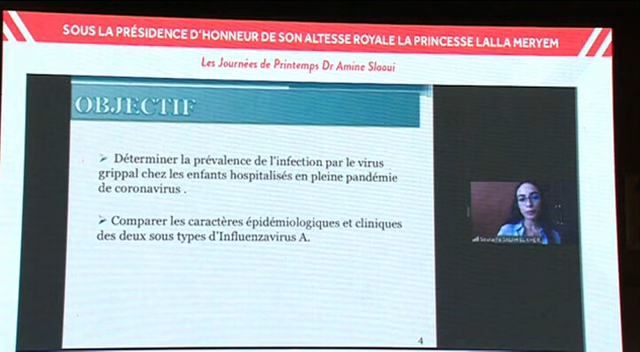 SOUS LA PRÉSIDENCE D'HONNEUR DE SON ALTESSE ROYALE LA PRINCESSE LALLA MERYEM
Les Journées de Printemps Dr Amine Slaoui
OBJECTIF
➤ Déterminer la prévalence de l'infection par le virus
grippal chez les enfants hospitalisés en pleine pandémie
de coronavirus .
➤ Comparer les caractères épidémiologiques et cliniques
des deux sous types d'Influenzavirus A.
4